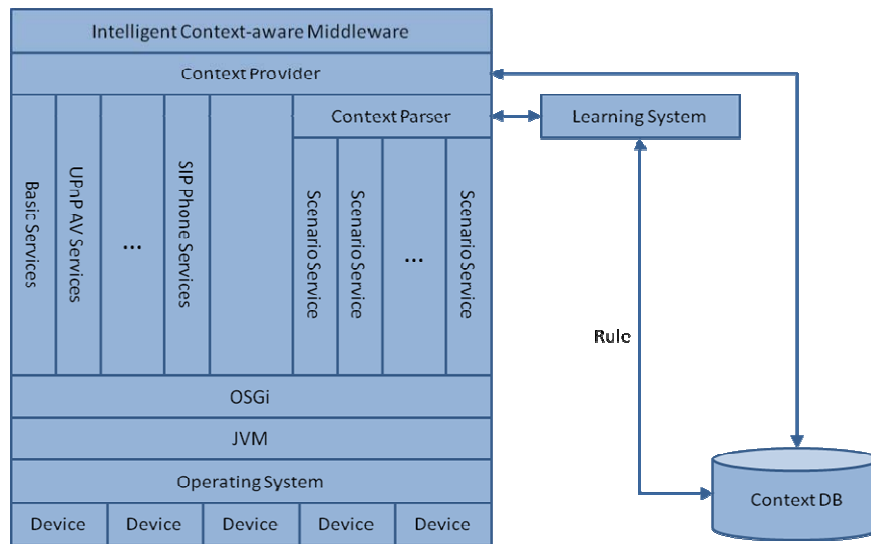 Intelligent Context-aware Middleware
Context Provider
Context Parser
Learning System
Basic Services
UPnP AV Services
...
SIP Phone Services
Scenario Service
Scenario Service
...
Scenario Service
Rule
OSGi
JVM
Operating System
Context DB
Device
Device
Device
Device
Device